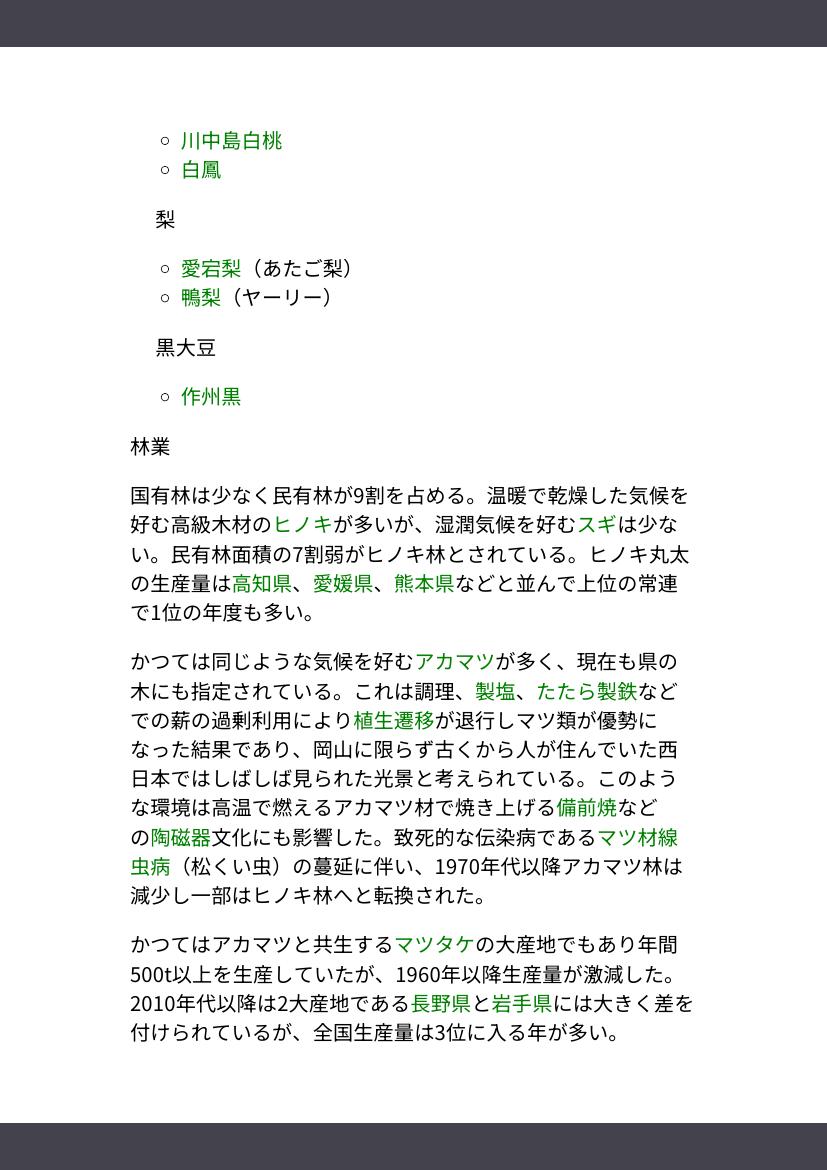 川中島白桃
白鳳
梨
愛宕梨（あたご梨）
鴨梨（ヤーリー）
黒大豆
作州黒
林業
国有林は少なく民有林が9割を占める。温暖で乾燥した気候を
好む高級木材のヒノキが多いが、湿潤気候を好むスギは少な
い。民有林面積の7割弱がヒノキ林とされている。ヒノキ丸太
の生産量は高知県、愛媛県、熊本県などと並んで上位の常連
で1位の年度も多い。
かつては同じような気候を好むアカマツが多く、現在も県の
木にも指定されている。これは調理、製塩、たたら製鉄など
での薪の過剰利用により植生遷移が退行しマツ類が優勢に
なった結果であり、岡山に限らず古くから人が住んでいた西
日本ではしばしば見られた光景と考えられている。このよう
な環境は高温で燃えるアカマツ材で焼き上げる備前焼など
の陶磁器文化にも影響した。致死的な伝染病であるマツ材線
虫病（松くい虫）の蔓延に伴い、1970年代以降アカマツ林は
減少し一部はヒノキ林へと転換された。
かつてはアカマツと共生するマツタケの大産地でもあり年間
500t以上を生産していたが、1960年以降生産量が激減した。
2010年代以降は2大産地である長野県と岩手県には大きく差を
付けられているが、全国生産量は3位に入る年が多い。